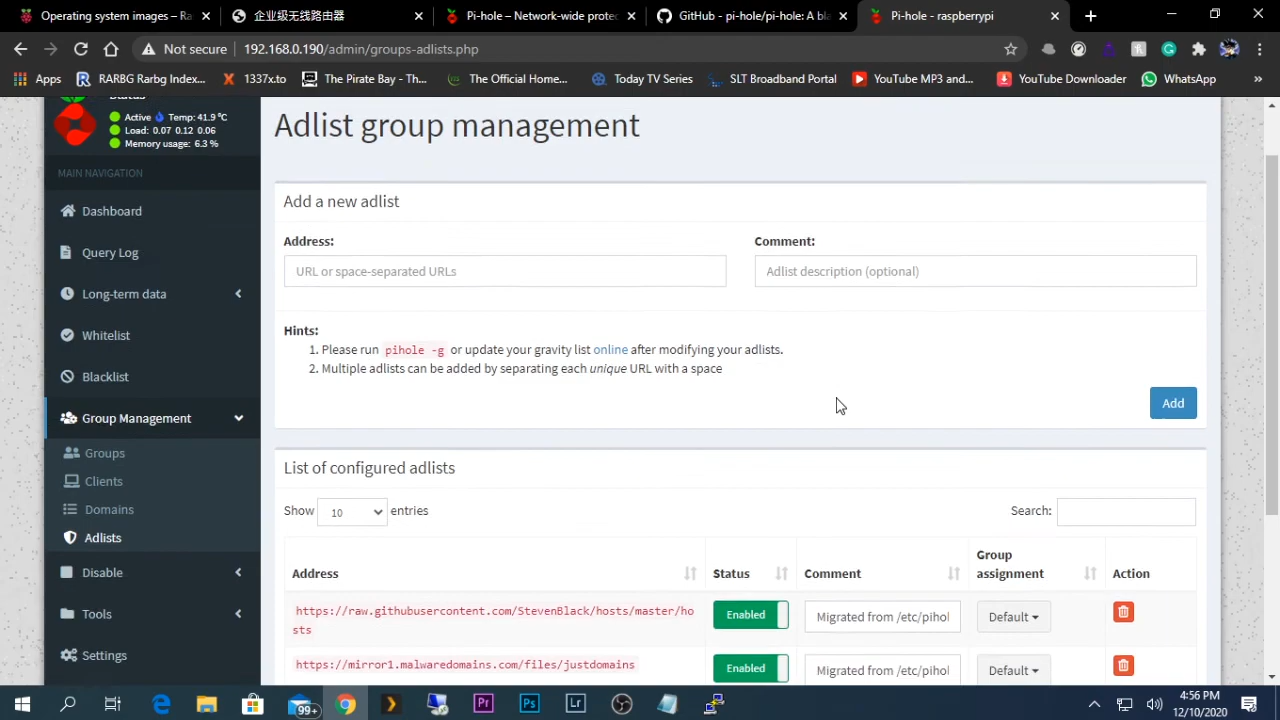 Operating system images – Ra
企业级无线路由器
Pi-hole – Network-wide protec
GitHub - pi-hole/pi-hole: A bla
Pi-hole - raspberrypi
Not secure
192.168.0.190/admin/groups-adlists.php
Apps
RARBG Rarbg Index...
1337x.to
The Pirate Bay - Th...
The Official Home...
Today TV Series
SLT Broadband Portal
YouTube MP3 and...
YouTube Downloader
WhatsApp
»
Active Temp: 41.9 °C
Load: 0.07 0.12 0.06
Memory usage: 6.3 %
MAIN NAVIGATION
Dashboard
Query Log
Long-term data
Whitelist
Blacklist
Group Management
Groups
Clients
Domains
Adlists
Disable
Tools
Settings
Adlist group management
Add a new adlist
Address:
Comment:
URL or space-separated URLs
Adlist description (optional)
Hints:
1. Please run pihole -g or update your gravity list online after modifying your adlists.
2. Multiple adlists can be added by separating each unique URL with a space
Add
List of configured adlists
Show 10 entries
Search:
Address
Status
Comment
Group
assignment
Action
https://raw.githubusercontent.com/StevenBlack/hosts/master/ho
sts
Enabled
Migrated from /etc/pihol
Default
https://mirror1.malwaredomains.com/files/justdomains
Enabled
Migrated from /etc/pihol
Default
99+
Pr
Ps
Lr
4:56 PM
12/10/2020